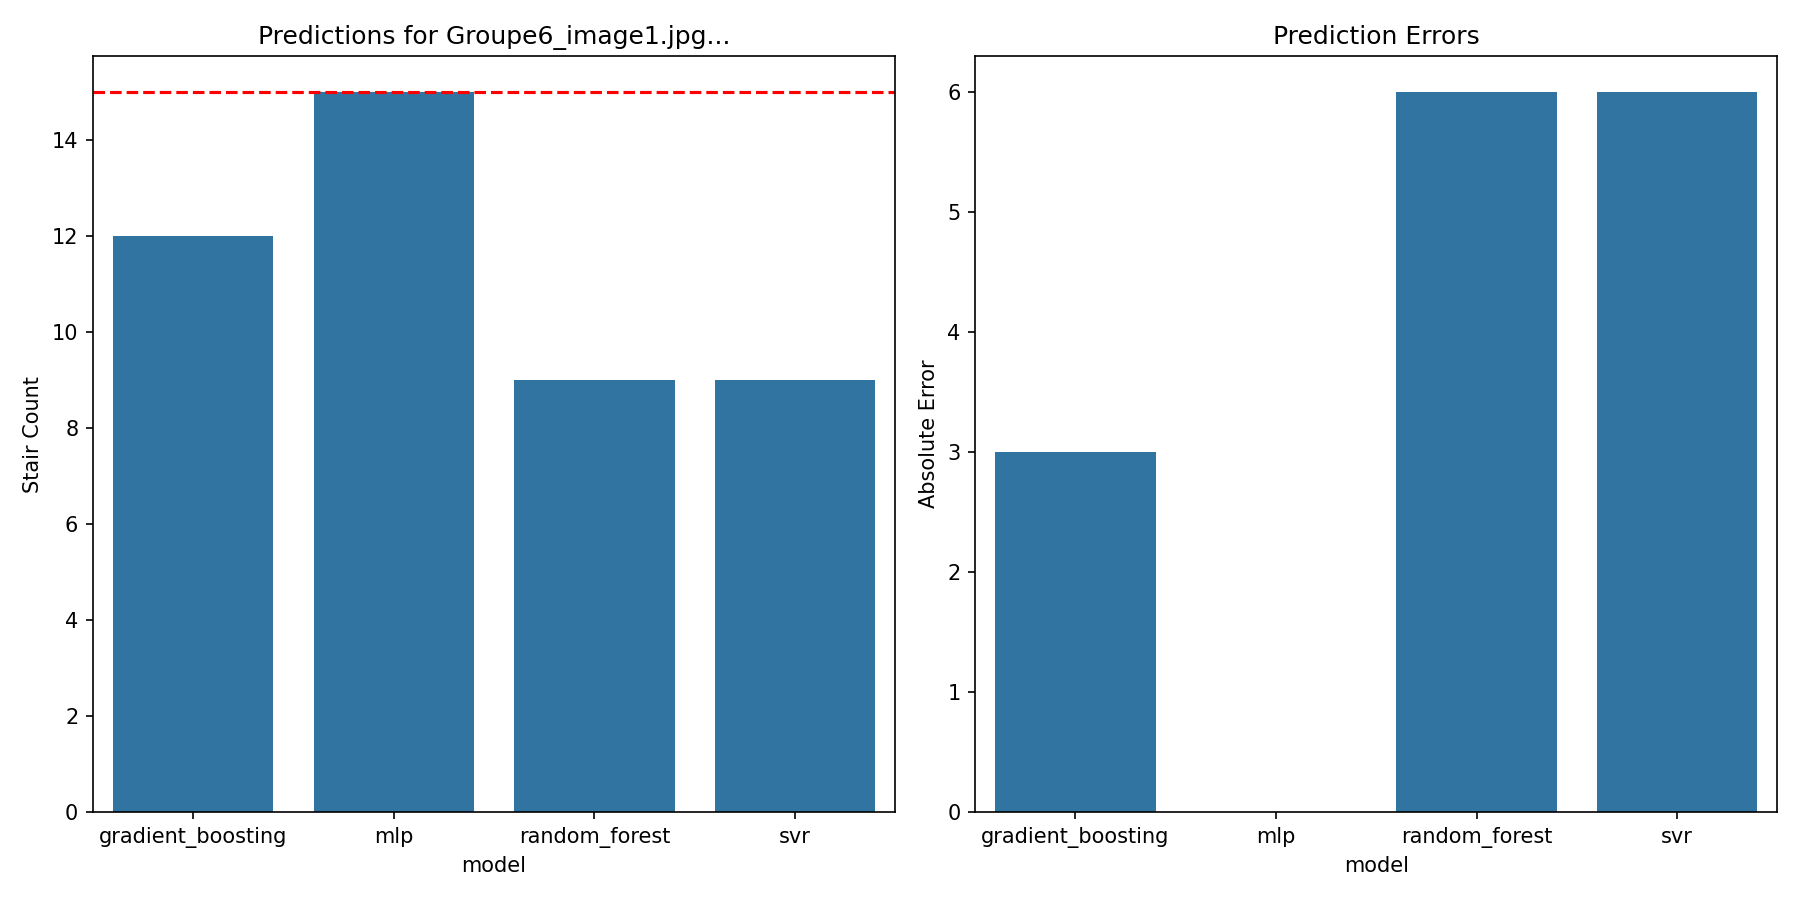 Predictions for Groupe6_image1.jpg...
Stair Count
14
12
10
8
6
4
2
0
gradient_boosting mlp random_forest svr
model
Prediction Errors
Absolute Error
6
5
4
3
2
1
0
gradient_boosting mlp random_forest svr
model